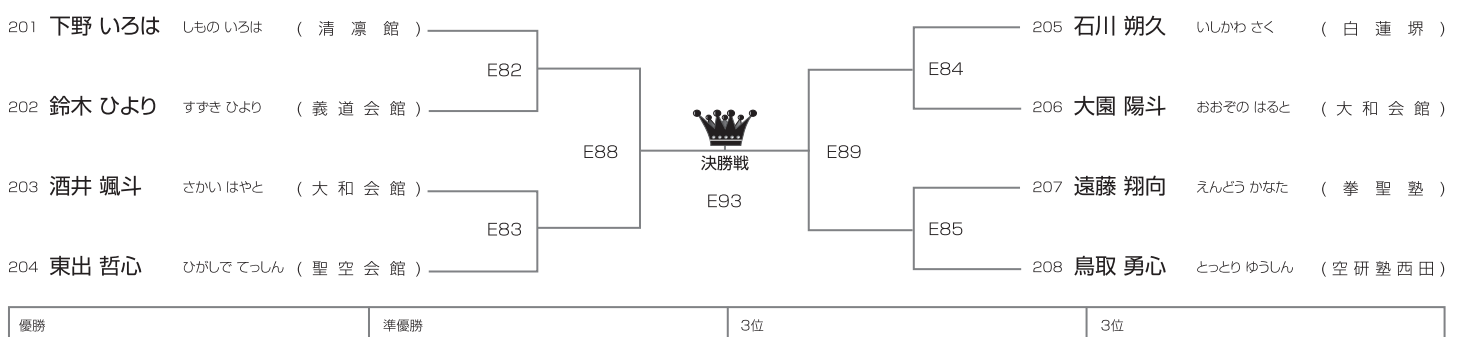 201 下野 いろは しもの いろは ( 清 凛 館 )
E82
202 鈴木 ひより すずき ひより ( 義 道 会 館 )
E88
203 酒井 颯斗 さかい はやと ( 大 和 会 館 )
E83
204 東出 哲心 ひがしで てっしん ( 聖 空 会 館 )
決勝戦
E93
205 石川 朔久 いしかわ さく ( 白 蓮 堺 )
E84
206 大園 陽斗 おおぞの はると ( 大 和 会 館 )
E89
207 遠藤 翔向 えんどう かなた ( 拳 聖 塾 )
E85
208 鳥取 勇心 とっとり ゆうしん ( 空 研 塾 西 田 )
優勝 準優勝 3位 3位